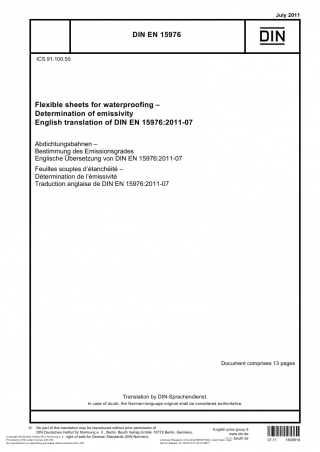 July 2011
DIN EN 15976
DIN
ICS 91.100.50
Flexible sheets for waterproofing –
Determination of emissivity
English translation of DIN EN 15976:2011-07
Abdichtungsbahnen –
Bestimmung des Emissionsgrades
Englische Übersetzung von DIN EN 15976:2011-07
Feuilles souples d'étanchéité –
Détermination de l'émissivité
Traduction anglaise de DIN EN 15976:2011-07
Document comprises 13 pages
Translation by DIN-Sprachendienst.
In case of doubt, the German-language original shall be considered authoritative.
© No part of this translation may be reproduced without prior permission of
DIN Deutsches Institut für Normung e. V., Berlin. Beuth Verlag GmbH, 10772 Berlin, Germany,
right of sale for German Standards (DIN-Normen).
English price group 9
www.din.de
www.beuth.de
07.11